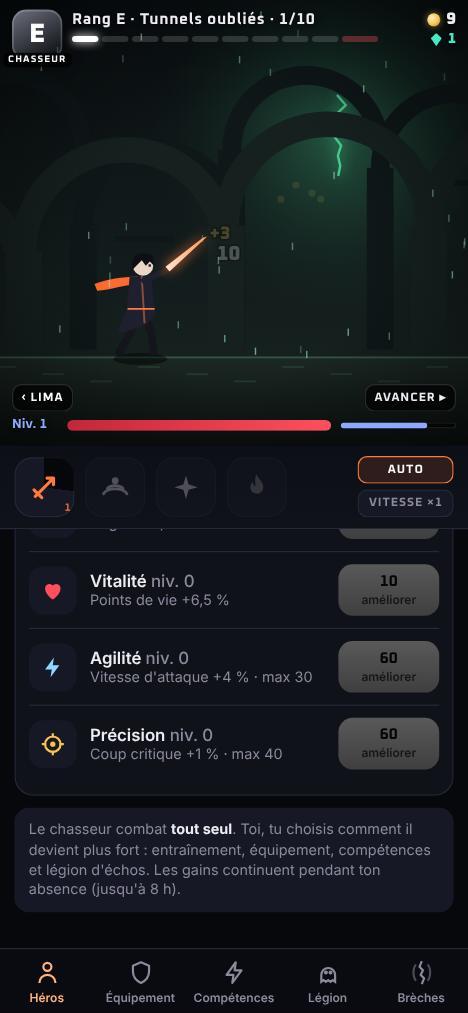 E
Rang E · Tunnels oubliés · 1/10
9
CHASSEUR
1
+3
10
‹ LIMA
AVANCER ▸
Niv. 1
1
AUTO
VITESSE ×1
Vitalité niv. 0
Points de vie +6,5 %
10
améliorer
Agilité niv. 0
Vitesse d'attaque +4 % · max 30
60
améliorer
Précision niv. 0
Coup critique +1 % · max 40
60
améliorer
Le chasseur combat tout seul. Toi, tu choisis comment il
devient plus fort : entraînement, équipement, compétences
et légion d'échos. Les gains continuent pendant ton
absence (jusqu'à 8 h).
Héros
Équipement
Compétences
Légion
Brèches